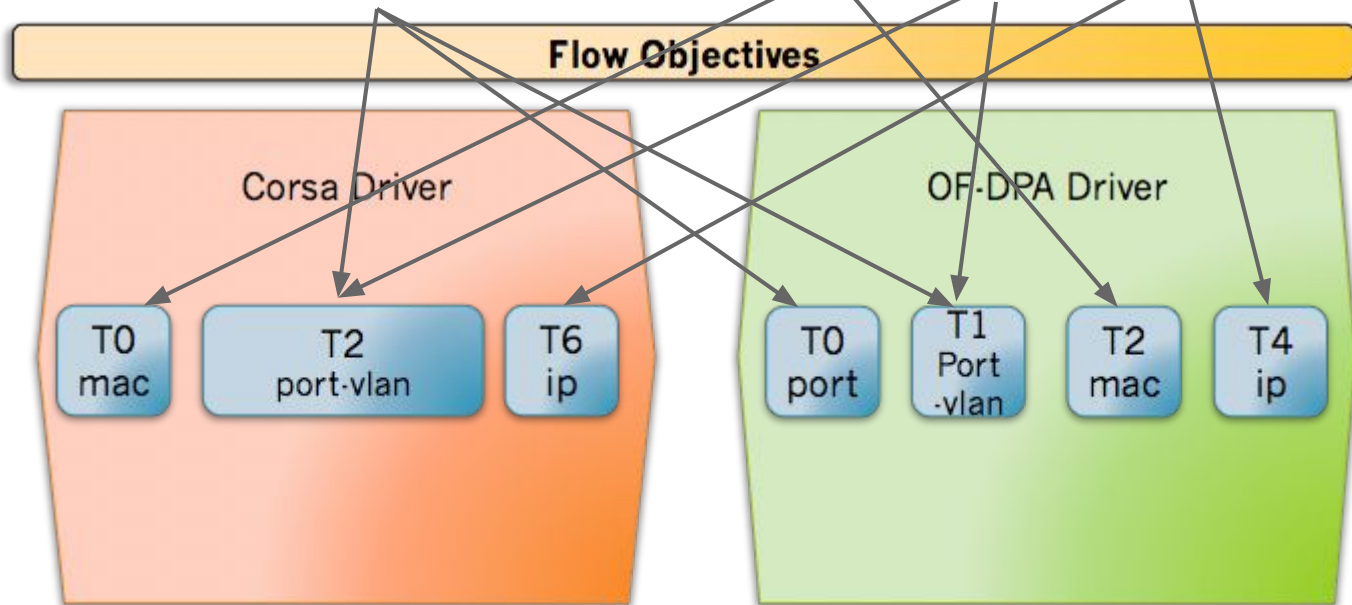 Flow Objectives
Corsa Driver
OF-DPA Driver
T0
mac
T2
port-vlan
T6
ip
T0
port
T1
Port
-vlan
T2
mac
T4
ip